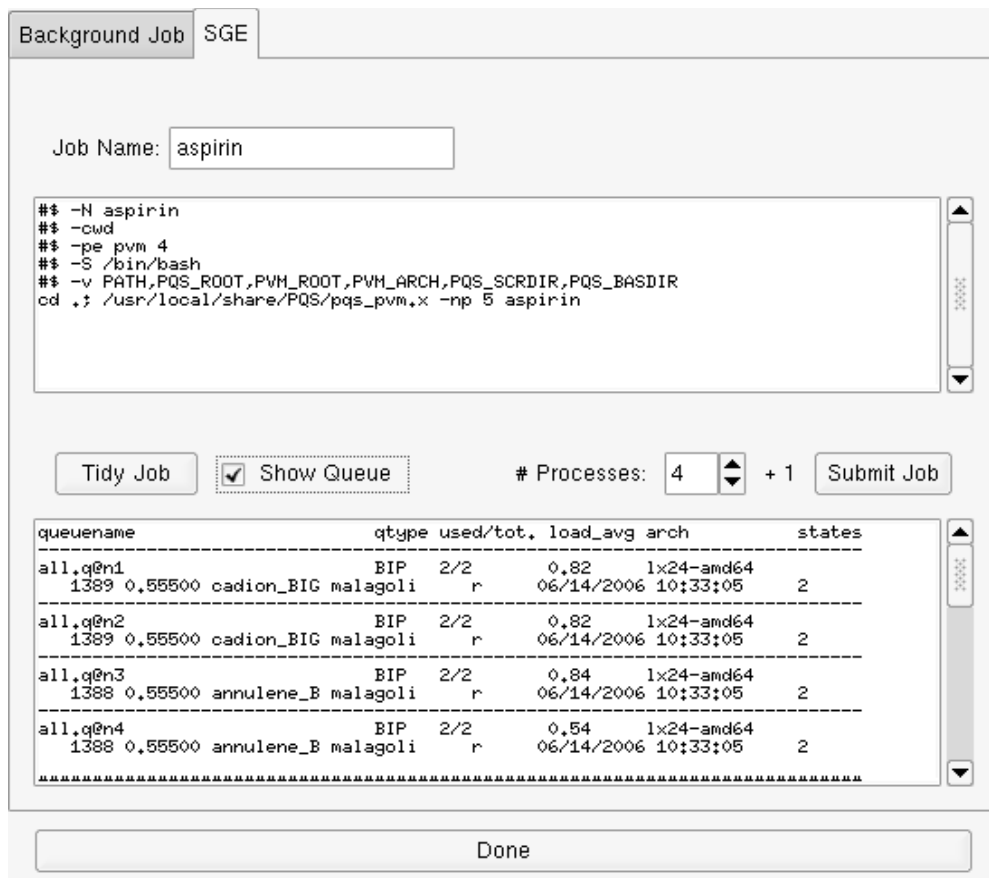 Background Job SGE
Job Name: aspirin
#$ -N aspirin
#$ -cwd
#$ -pe pvm 4
#$ -S /bin/bash
#$ -v PATH,PQS_ROOT,PVM_ROOT,PVM_ARCH,PQS_SCRDIR,PQS_BASDIR
cd .; /usr/local/share/PQS/pqs_pvm.x -np 5 aspirin
Tidy Job Show Queue # Processes: 4 + 1 Submit Job
queuename qtype used/tot. load_avg arch states
----------------------------------------------------------------------------
all.q@n1 BIP 2/2 0.82 lx24-amd64
1389 0.55500 cadion_BIG malagoli r 06/14/2006 10:33:05 2
----------------------------------------------------------------------------
all.q@n2 BIP 2/2 0.82 lx24-amd64
1389 0.55500 cadion_BIG malagoli r 06/14/2006 10:33:05 2
----------------------------------------------------------------------------
all.q@n3 BIP 2/2 0.84 lx24-amd64
1388 0.55500 annulene_B malagoli r 06/14/2006 10:33:05 2
----------------------------------------------------------------------------
all.q@n4 BIP 2/2 0.54 lx24-amd64
1388 0.55500 annulene_B malagoli r 06/14/2006 10:33:05 2
Done